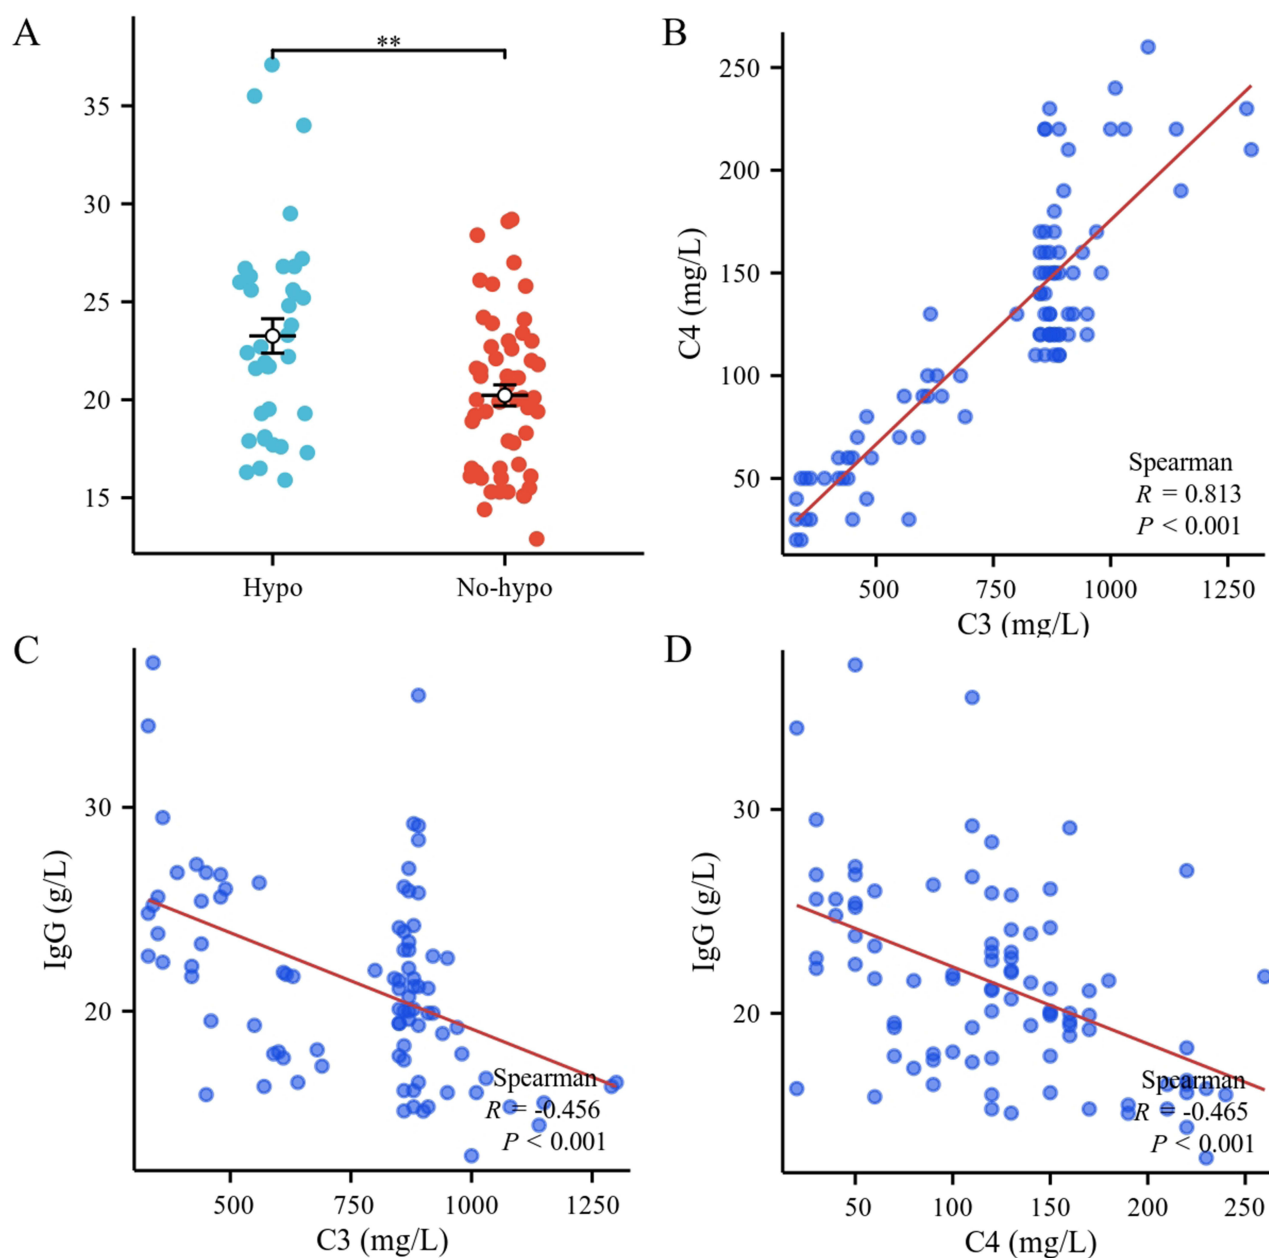 A
**
35
30
25
20
15
Hypo No-hypo
B
250
200
150
100
50
C4 (mg/L)
Spearman
R = 0.813
P < 0.001
500 750 1000 1250
C3 (mg/L)
C
30
20
IgG (g/L)
Spearman
R = -0.456
P < 0.001
500 750 1000 1250
C3 (mg/L)
D
30
20
IgG (g/L)
Spearman
R = -0.465
P < 0.001
50 100 150 200 250
C4 (mg/L)